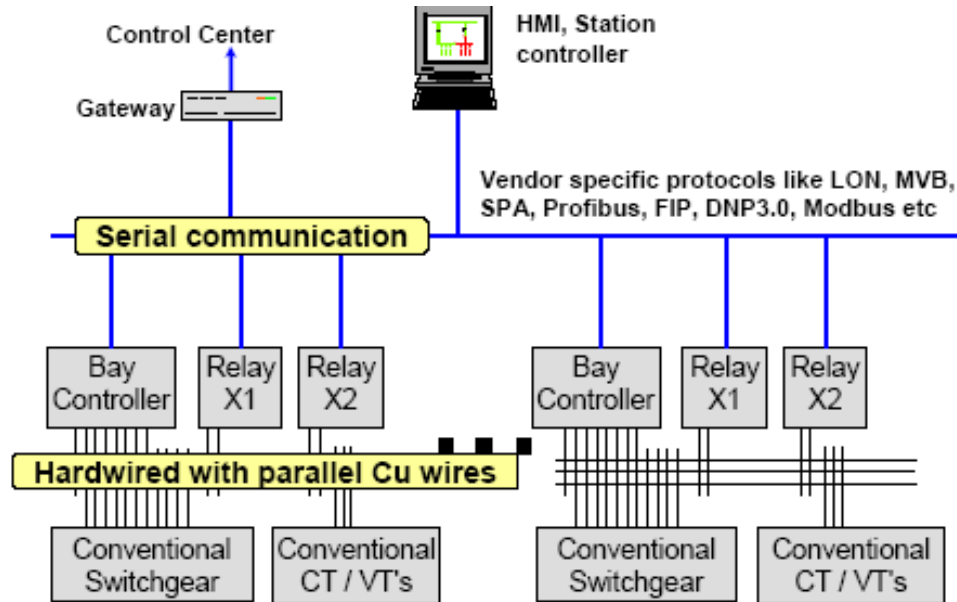 Control Center
HMI, Station
controller
Gateway
Vendor specific protocols like LON, MVB,
SPA, Profibus, FIP, DNP3.0, Modbus etc
Serial communication
Bay
Controller
Relay
X1
Relay
X2
Bay
Controller
Relay
X1
Relay
X2
Hardwired with parallel Cu wires
Conventional
Switchgear
Conventional
CT / VT's
Conventional
Switchgear
Conventional
CT / VT's